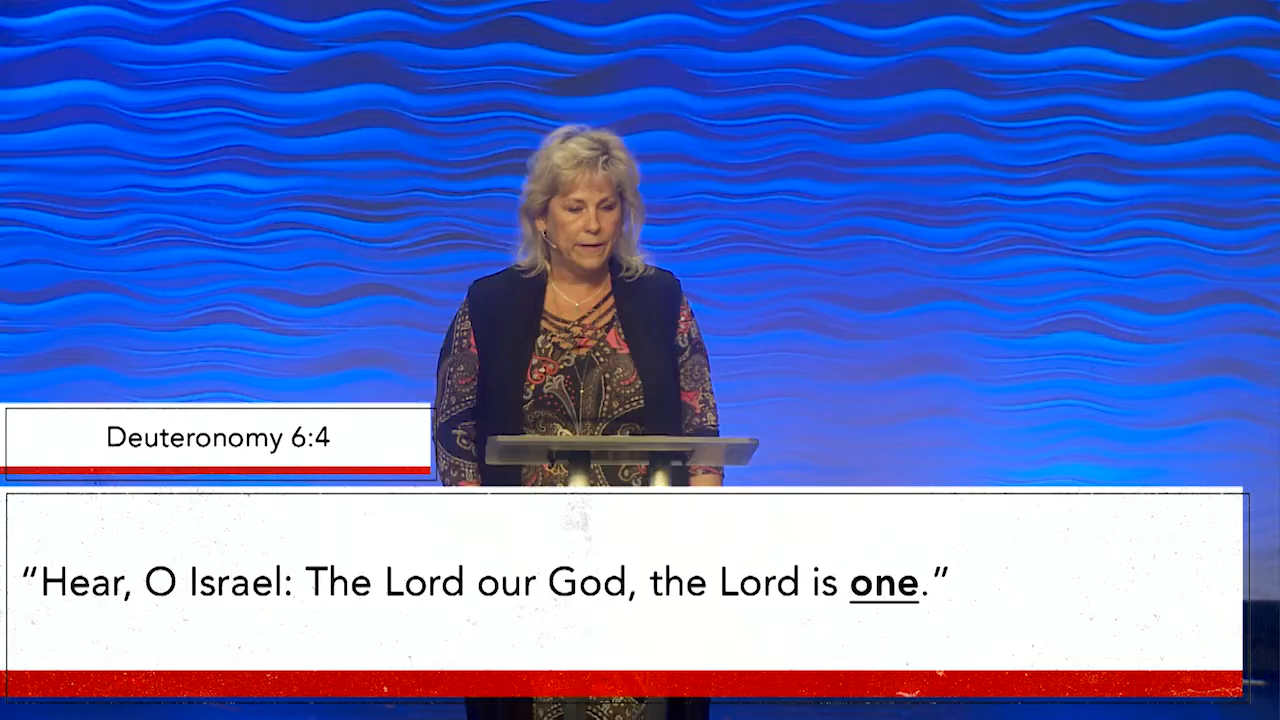 Deuteronomy 6:4
“Hear, O Israel: The Lord our God, the Lord is one.”